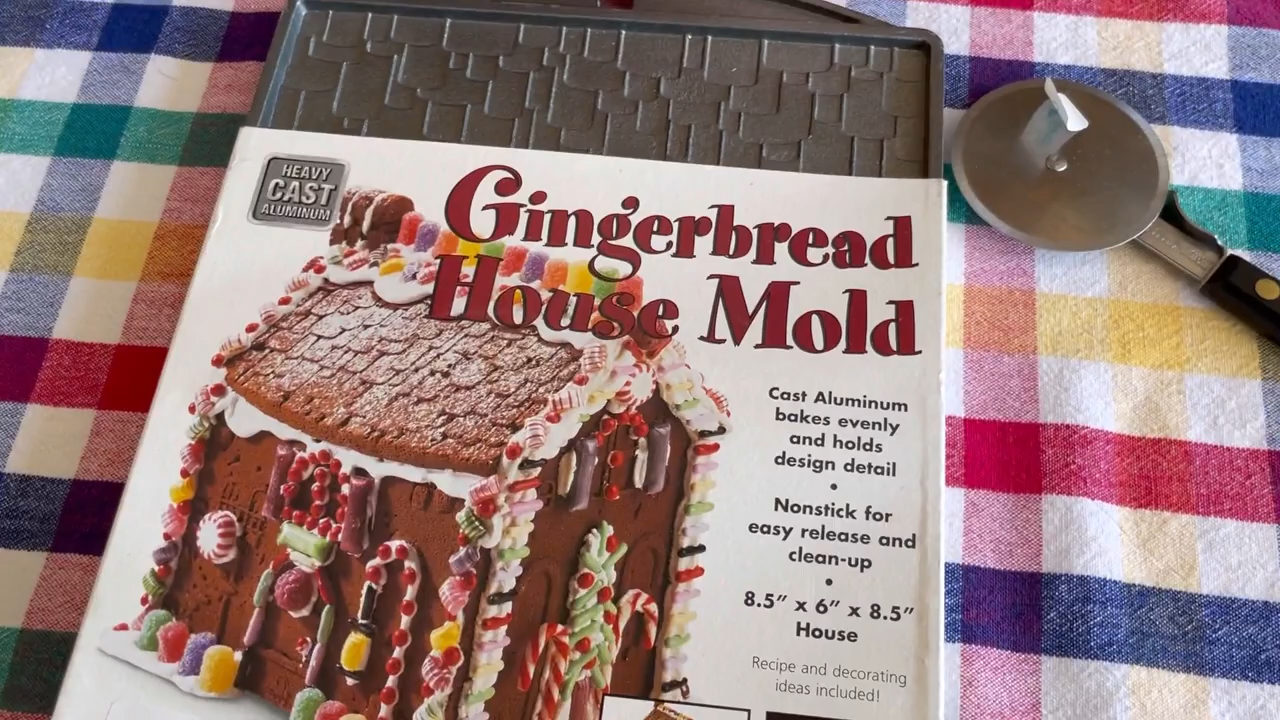 HEAVY
CAST
ALUMINUM
Gingerbread
House Mold
Cast Aluminum
bakes evenly
and holds
design detail
•
Nonstick for
easy release and
clean-up
•
8.5” x 6” x 8.5”
House
Recipe and decorating
ideas included!